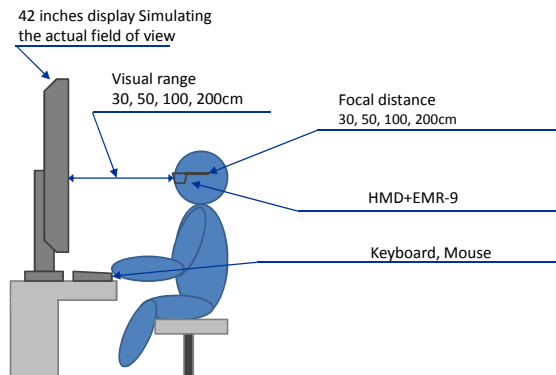 42 inches display Simulating
the actual field of view
Visual range
30, 50, 100, 200cm
Focal distance
30, 50, 100, 200cm
HMD+EMR-9
Keyboard, Mouse